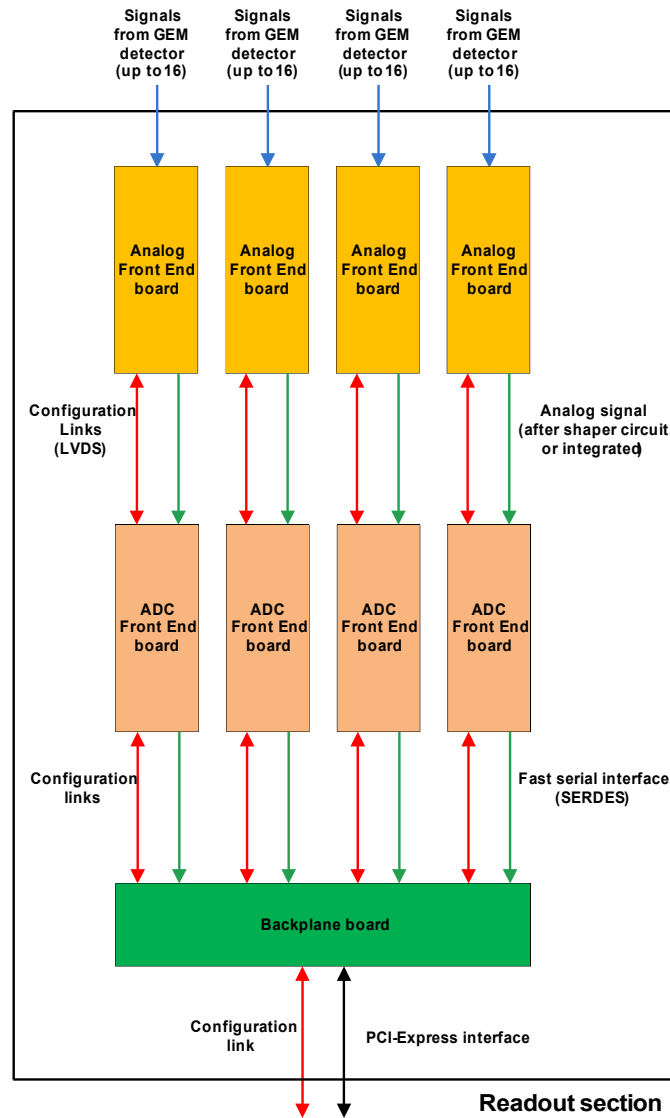 Signals
from GEM
detector
(up to 16)
Signals
from GEM
detector
(up to 16)
Signals
from GEM
detector
(up to 16)
Signals
from GEM
detector
(up to 16)
Analog
Front End
board
Analog
Front End
board
Analog
Front End
board
Analog
Front End
board
Configuration
Links
(LVDS)
Analog signal
(after shaper circuit
or integrated)
ADC
Front End
board
ADC
Front End
board
ADC
Front End
board
ADC
Front End
board
Configuration
links
Fast serial interface
(SERDES)
Backplane board
Configuration
link
PCI-Express interface
Readout section